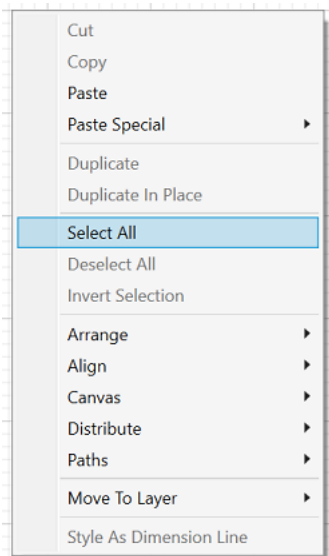 Cut
Copy
Paste
Paste Special
Duplicate
Duplicate In Place
Select All
Deselect All
Invert Selection
Arrange
Align
Canvas
Distribute
Paths
Move To Layer
Style As Dimension Line